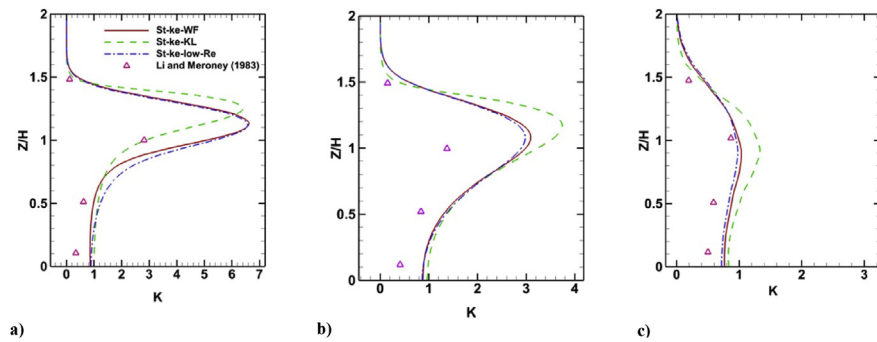 St-ke-WF
St-ke-KL
St-ke-low-Re
Li and Meroney (1983)
2
1.5
1
0.5
0
Z/H
0 1 2 3 4 5 6 7
K
a)
2
1.5
1
0.5
0
Z/H
0 1 2 3 4
K
b)
2
1.5
1
0.5
0
Z/H
0 1 2 3
K
c)